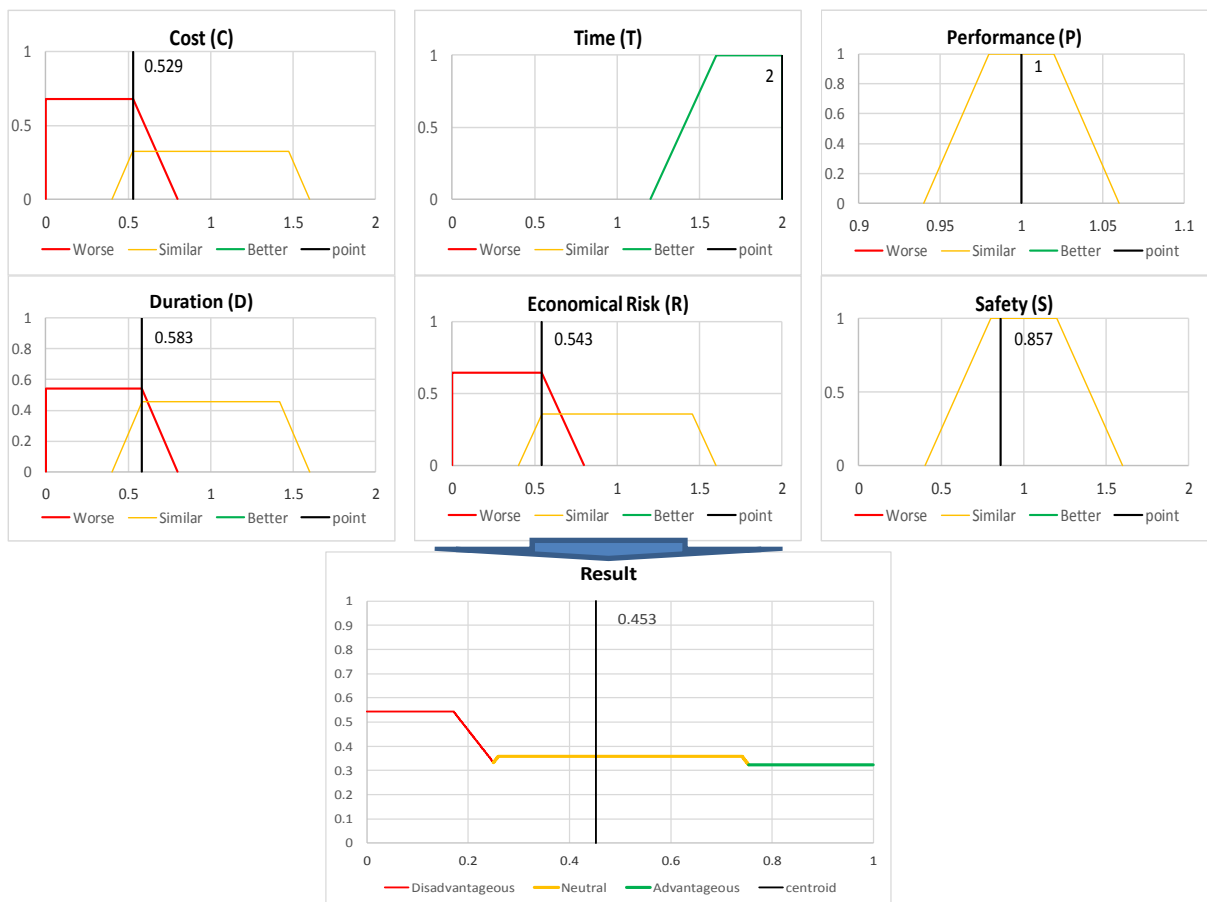 Cost (C)
1
0.5
0
0.529
0 0.5 1 1.5 2
Worse Similar Better point
Time (T)
1
0.5
0
2
0 0.5 1 1.5 2
Worse Similar Better point
Performance (P)
1
0.8
0.6
0.4
0.2
0
1
0.9 0.95 1 1.05 1.1
Worse Similar Better point
Duration (D)
1
0.8
0.6
0.4
0.2
0
0.583
0 0.5 1 1.5 2
Worse Similar Better point
Economical Risk (R)
1
0.5
0
0.543
0 0.5 1 1.5 2
Worse Similar Better point
Safety (S)
1
0.8
0.6
0.4
0.2
0
0.857
0 0.5 1 1.5 2
Worse Similar Better point
Result
1
0.9
0.8
0.7
0.6
0.5
0.4
0.3
0.2
0.1
0
0.453
0 0.2 0.4 0.6 0.8 1
Disadvantageous Neutral Advantageous centroid